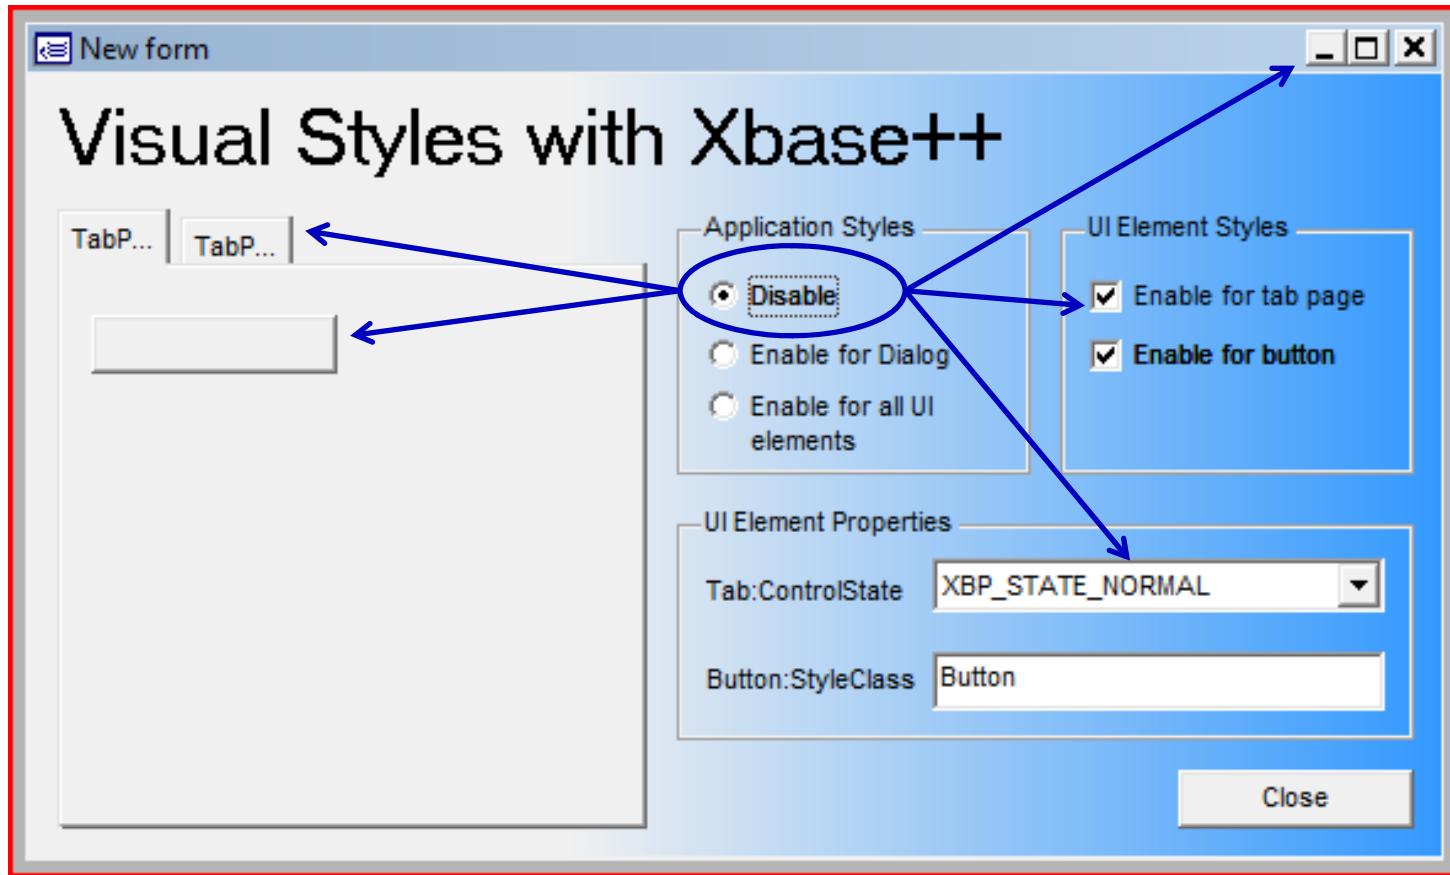 New form
Visual Styles with Xbase++
TabP...
TabP...
Application Styles
Disable
Enable for Dialog
Enable for all UI
elements
UI Element Styles
Enable for tab page
Enable for button
UI Element Properties
Tab:ControlState
XBP_STATE_NORMAL
Button:StyleClass
Button
Close